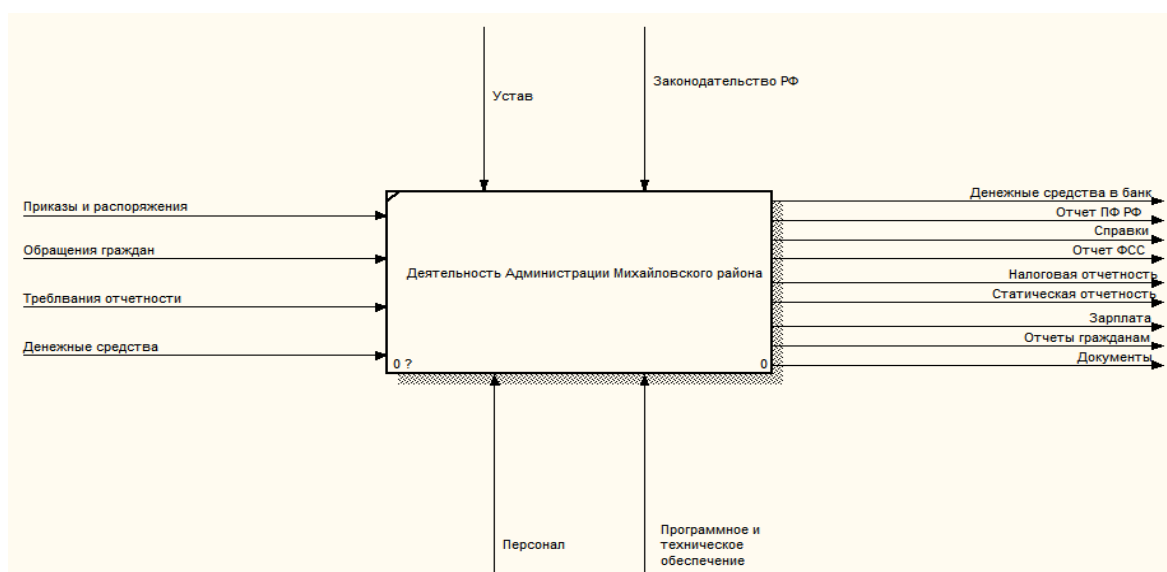 Устав
Законодательство РФ
Приказы и распоряжения
Обращения граждан
Треблвания отчетности
Денежные средства
Деятельность Администрации Михайловского района
0 ?
0
Денежные средства в банк
Отчет ПФ РФ
Справки
Отчет ФСС
Налоговая отчетность
Статическая отчетность
Зарплата
Отчеты гражданам
Документы
Персонал
Программное и
техническое
обеспечение